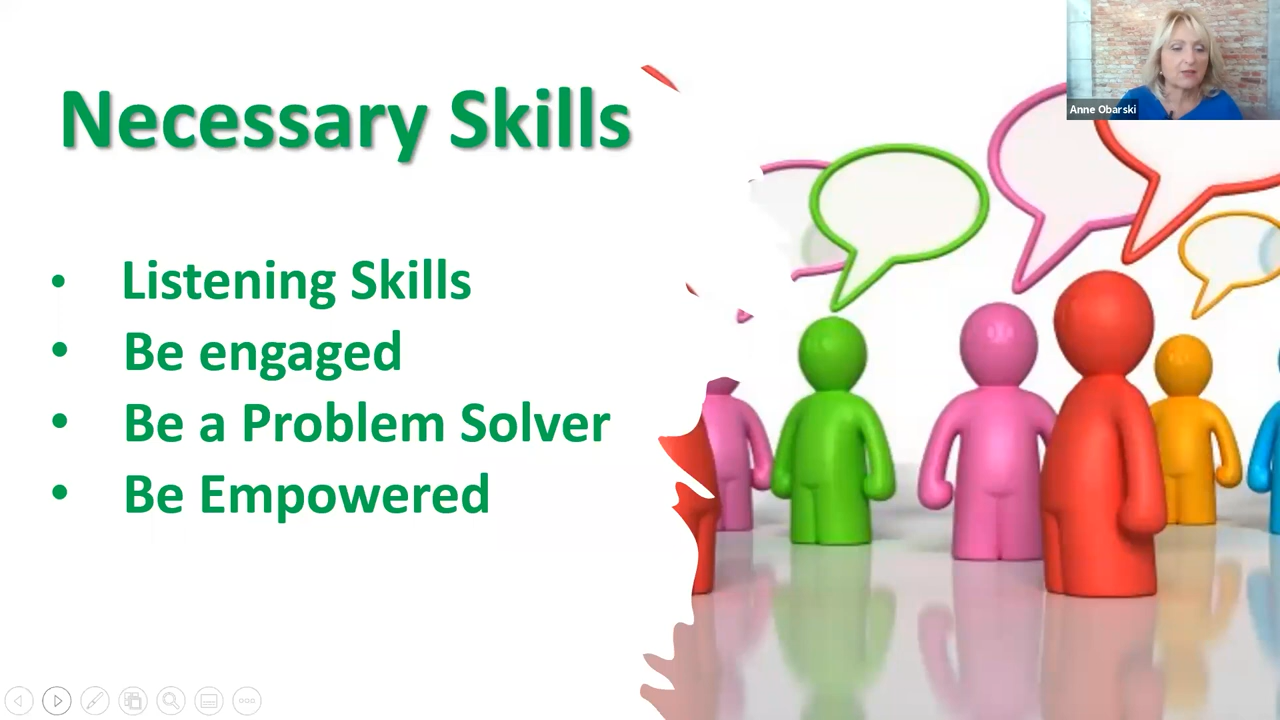 Anne Obarski
Necessary Skills
• Listening Skills
• Be engaged
• Be a Problem Solver
• Be Empowered